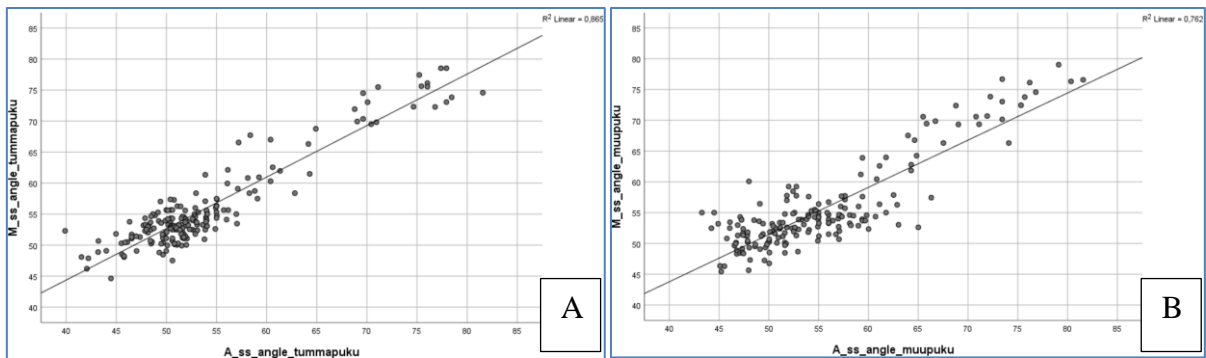 R² Linear = 0,865
85
80
75
70
65
60
55
50
45
40
M_ss_angle_tummapuku
40 45 50 55 60 65 70 75 80 85
A_ss_angle_tummapuku
A
R² Linear = 0,762
85
80
75
70
65
60
55
50
45
40
M_ss_angle_muupuku
40 45 50 55 60 65 70 75 80 85
A_ss_angle_muupuku
B